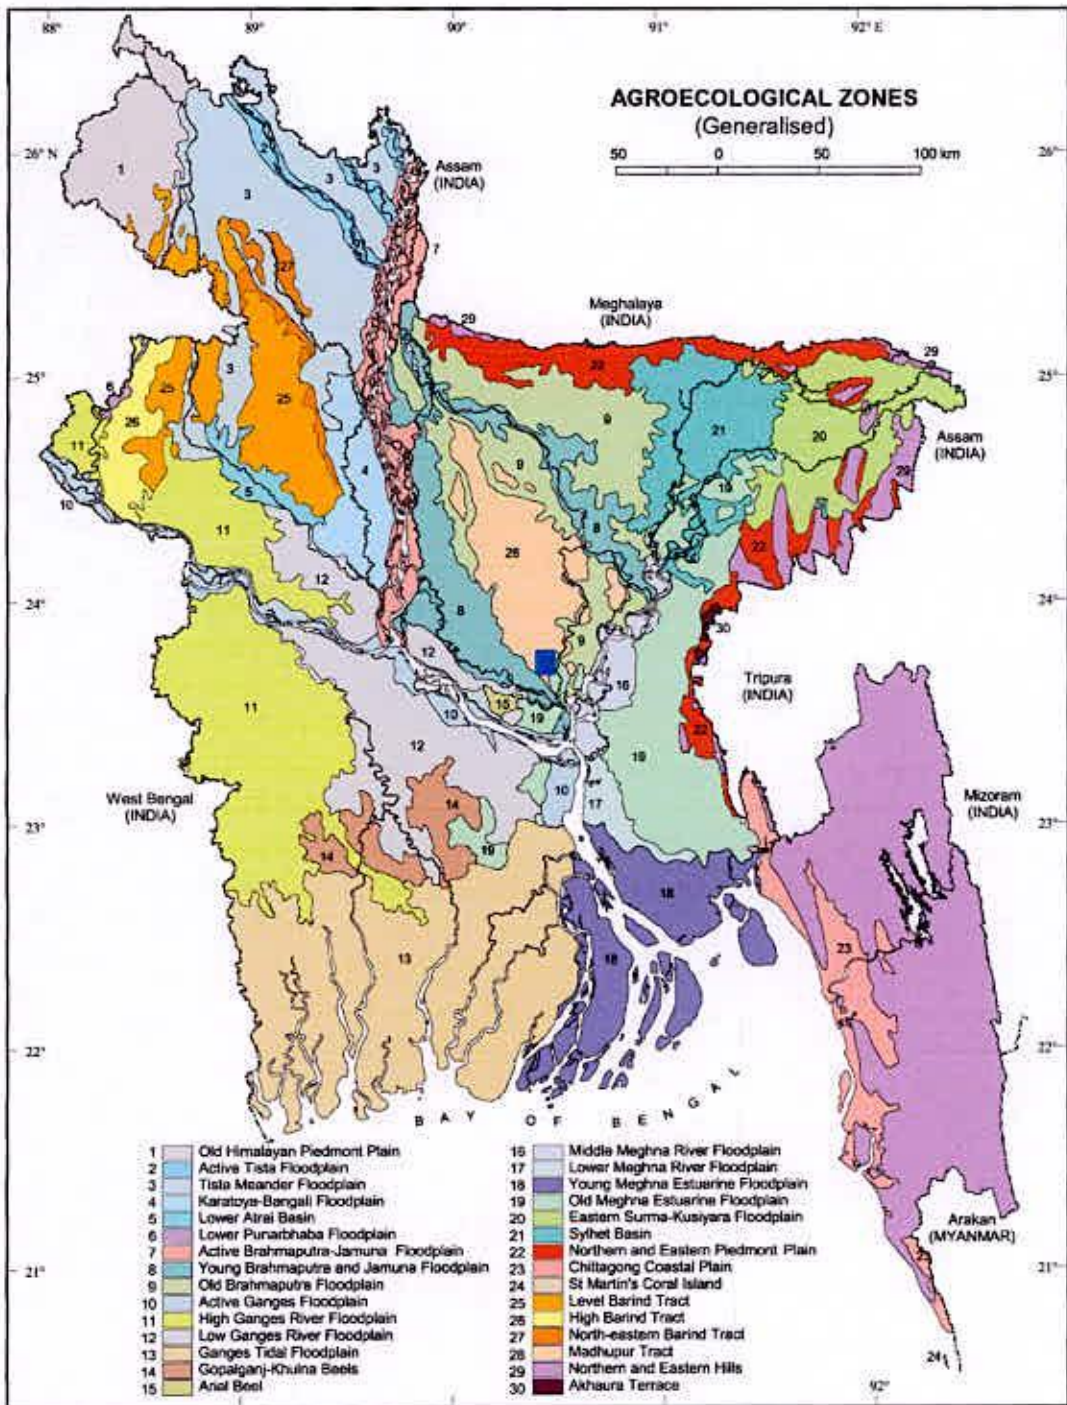 88°
89°
90°
91°
92° E
AGROECOLOGICAL ZONES
(Generalised)
50 0 50 100 km
26° N
26°
25°
25°
24°
24°
23°
23°
22°
22°
21°
21°
92°
Assam
(INDIA)
Meghalaya
(INDIA)
Assam
(INDIA)
Tripura
(INDIA)
Mizoram
(INDIA)
West Bengal
(INDIA)
Arakan
(MYANMAR)
BAY OF BENGAL
1 Old Himalayan Piedmont Plain
2 Active Tista Floodplain
3 Tista Meander Floodplain
4 Karatoya-Bangali Floodplain
5 Lower Atrai Basin
6 Lower Punarbhaba Floodplain
7 Active Brahmaputra-Jamuna Floodplain
8 Young Brahmaputra and Jamuna Floodplain
9 Old Brahmaputra Floodplain
10 Active Ganges Floodplain
11 High Ganges River Floodplain
12 Low Ganges River Floodplain
13 Ganges Tidal Floodplain
14 Gopalganj-Khulna Beels
15 Arial Beel
16 Middle Meghna River Floodplain
17 Lower Meghna River Floodplain
18 Young Meghna Estuarine Floodplain
19 Old Meghna Estuarine Floodplain
20 Eastern Surma-Kusiyara Floodplain
21 Sylhet Basin
22 Northern and Eastern Piedmont Plain
23 Chittagong Coastal Plain
24 St Martin's Coral Island
25 Level Barind Tract
26 High Barind Tract
27 North-eastern Barind Tract
28 Madhupur Tract
29 Northern and Eastern Hills
30 Akhaura Terrace